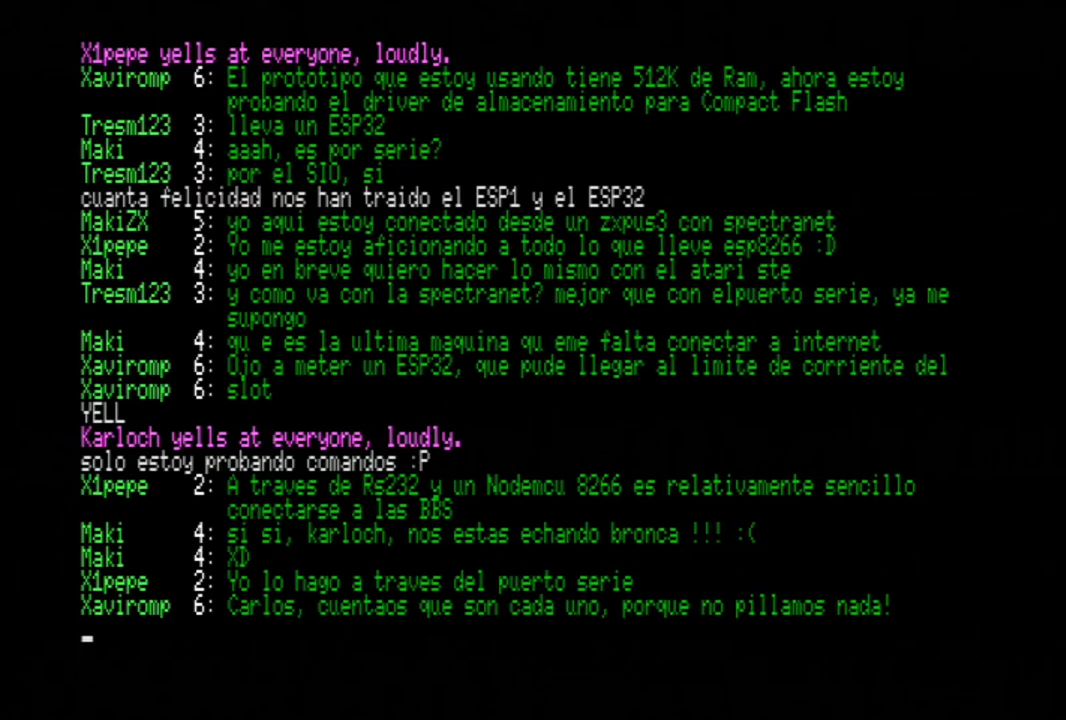 X1pepe yells at everyone, loudly.
Xaviromp 6: El prototipo que estoy usando tiene 512K de Ram, ahora estoy
probando el driver de almacenamiento para Compact Flash
Tresm123 3: lleva un ESP32
Maki 4: aaah, es por serie?
Tresm123 3: por el SIO, si
cuanta felicidad nos han traido el ESP1 y el ESP32
MakiZX 5: yo aqui estoy conectado desde un zxpus3 con spectranet
X1pepe 2: Yo me estoy aficionando a todo lo que lleve esp8266 :D
Maki 4: yo en breve quiero hacer lo mismo con el atari ste
Tresm123 3: y como va con la spectranet? mejor que con elpuerto serie, ya me
supongo
Maki 4: qu e es la ultima maquina qu eme falta conectar a internet
Xaviromp 6: Ojo a meter un ESP32, que pude llegar al limite de corriente del
Xaviromp 6: slot
YELL
Karloch yells at everyone, loudly.
solo estoy probando comandos :P
X1pepe 2: A traves de Rs232 y un Nodemcu 8266 es relativamente sencillo
conectarse a las BBS
Maki 4: si si, karloch, nos estas echando bronca !!! :(
Maki 4: XD
X1pepe 2: Yo lo hago a traves del puerto serie
Xaviromp 6: Carlos, cuentaos que son cada uno, porque no pillamos nada!